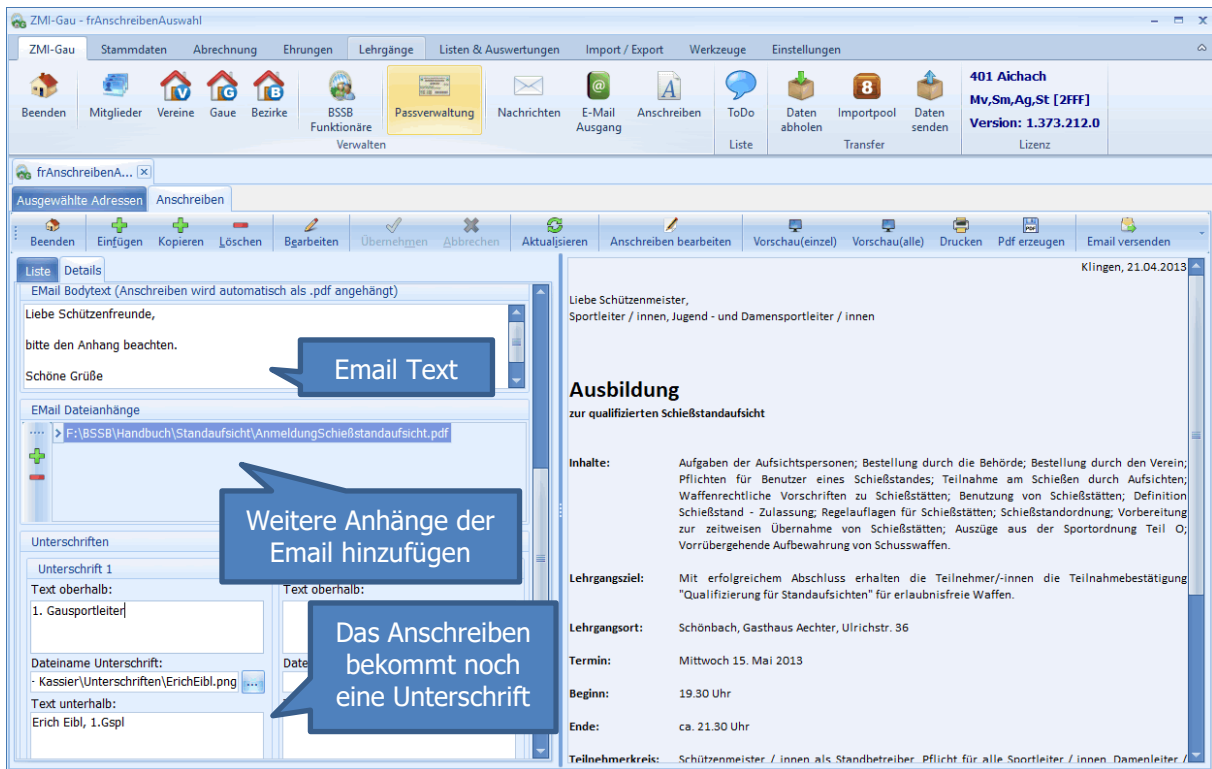 ZMI-Gau - frAnschreibenAuswahl
ZMI-Gau Stammdaten Abrechnung Ehrungen Lehrgänge Listen & Auswertungen Import / Export Werkzeuge Einstellungen
Beenden Mitglieder Vereine Gaue Bezirke BSSB Funktionäre Passverwaltung Nachrichten E-Mail Ausgang Anschreiben ToDo Daten abholen Importpool Daten senden
401 Aichach
Mv,Sm,Ag,St [2FFF]
Version: 1.373.212.0
Verwalten Liste Transfer Lizenz
frAnschreibenA...
Ausgewählte Adressen Anschreiben
Beenden Einfügen Kopieren Löschen Bearbeiten Übernehmen Abbrechen Aktualisieren Anschreiben bearbeiten Vorschau(einzel) Vorschau(alle) Drucken Pdf erzeugen Email versenden
Liste Details
EMail Bodytext (Anschreiben wird automatisch als .pdf angehängt)
Liebe Schützenfreunde,
bitte den Anhang beachten.
Schöne Grüße
Email Text
EMail Dateianhänge
F:\BSSB\Handbuch\Standaufsicht\AnmeldungSchießstandaufsicht.pdf
Weitere Anhänge der
Email hinzufügen
Unterschriften
Unterschrift 1
Text oberhalb: Text oberhalb:
1. Gausportleiter
Das Anschreiben
bekommt noch
eine Unterschrift
Dateiname Unterschrift:
- Kassier\Unterschriften\ErichEibl.png ...
Text unterhalb:
Erich Eibl, 1.Gspl
Klingen, 21.04.2013
Liebe Schützenmeister,
Sportleiter / innen, Jugend - und Damensportleiter / innen
Ausbildung
zur qualifizierten Schießstandaufsicht
Inhalte: Aufgaben der Aufsichtspersonen; Bestellung durch die Behörde; Bestellung durch den Verein;
Pflichten für Benutzer eines Schießstandes; Teilnahme am Schießen durch Aufsichten;
Waffenrechtliche Vorschriften zu Schießstätten; Benutzung von Schießstätten; Definition
Schießstand - Zulassung; Regelauflagen für Schießstätten; Schießstandordnung; Vorbereitung
zur zeitweisen Übernahme von Schießstätten; Auszüge aus der Sportordnung Teil O;
Vorrübergehende Aufbewahrung von Schusswaffen.
Lehrgangsziel: Mit erfolgreichem Abschluss erhalten die Teilnehmer/-innen die Teilnahmebestätigung
"Qualifizierung für Standaufsichten" für erlaubnisfreie Waffen.
Lehrgangsort: Schönbach, Gasthaus Aechter, Ulrichstr. 36
Termin: Mittwoch 15. Mai 2013
Beginn: 19.30 Uhr
Ende: ca. 21.30 Uhr
Teilnehmerkreis: Schützenmeister / innen als Standbetreiber. Pflicht für alle Sportleiter / innen, Damenleiter /